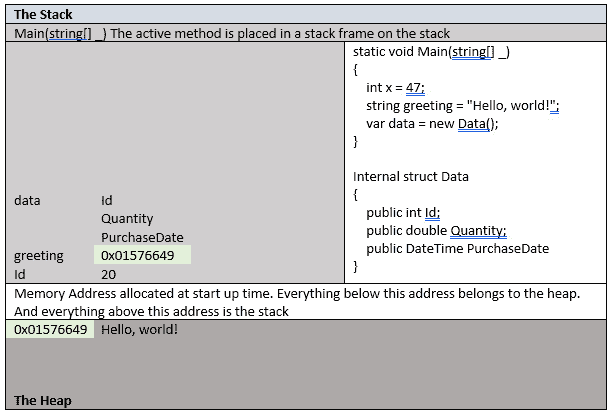 The Stack
Main(string[] _) The active method is placed in a stack frame on the stack
static void Main(string[] _)
{
int x = 47;
string greeting = "Hello, world!";
var data = new Data();
}
Internal struct Data
{
public int Id;
public double Quantity;
public DateTime PurchaseDate
}
data Id
Quantity
PurchaseDate
greeting 0x01576649
Id 20
Memory Address allocated at start up time. Everything below this address belongs to the heap.
And everything above this address is the stack
0x01576649 Hello, world!
The Heap